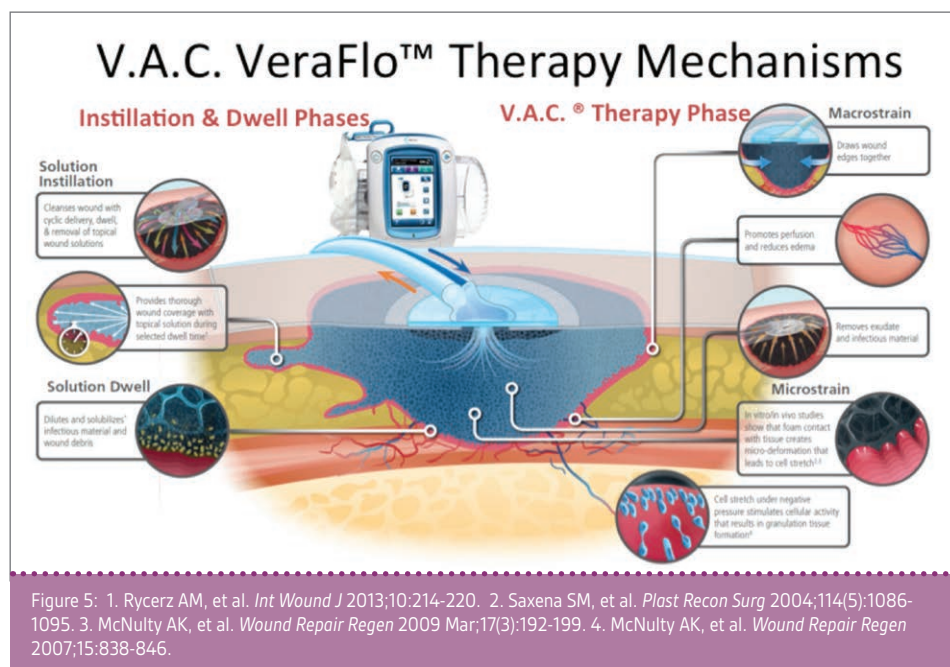 V.A.C. VeraFlo™ Therapy Mechanisms
Instillation & Dwell Phases
V.A.C. ® Therapy Phase
Solution
Instillation
Cleanses wound with
cyclic delivery, dwell,
& removal of topical
wound solutions
Provides thorough
wound coverage with
topical solution during
selected dwell time¹
Solution Dwell
Dilutes and solubilizes
infectious material and
wound debris
Macrostrain
Draws wound
edges together
Promotes perfusion
and reduces edema
Removes exudate
and infectious material
Microstrain
In vitro/in vivo studies
show that foam contact
with tissue creates
micro-deformation that
leads to cell stretch²,³
Cell stretch under negative
pressure stimulates cellular activity
that results in granulation tissue
formation⁴
Figure 5: 1. Rycerz AM, et al. Int Wound J 2013;10:214-220. 2. Saxena SM, et al. Plast Recon Surg 2004;114(5):1086-
1095. 3. McNulty AK, et al. Wound Repair Regen 2009 Mar;17(3):192-199. 4. McNulty AK, et al. Wound Repair Regen
2007;15:838-846.